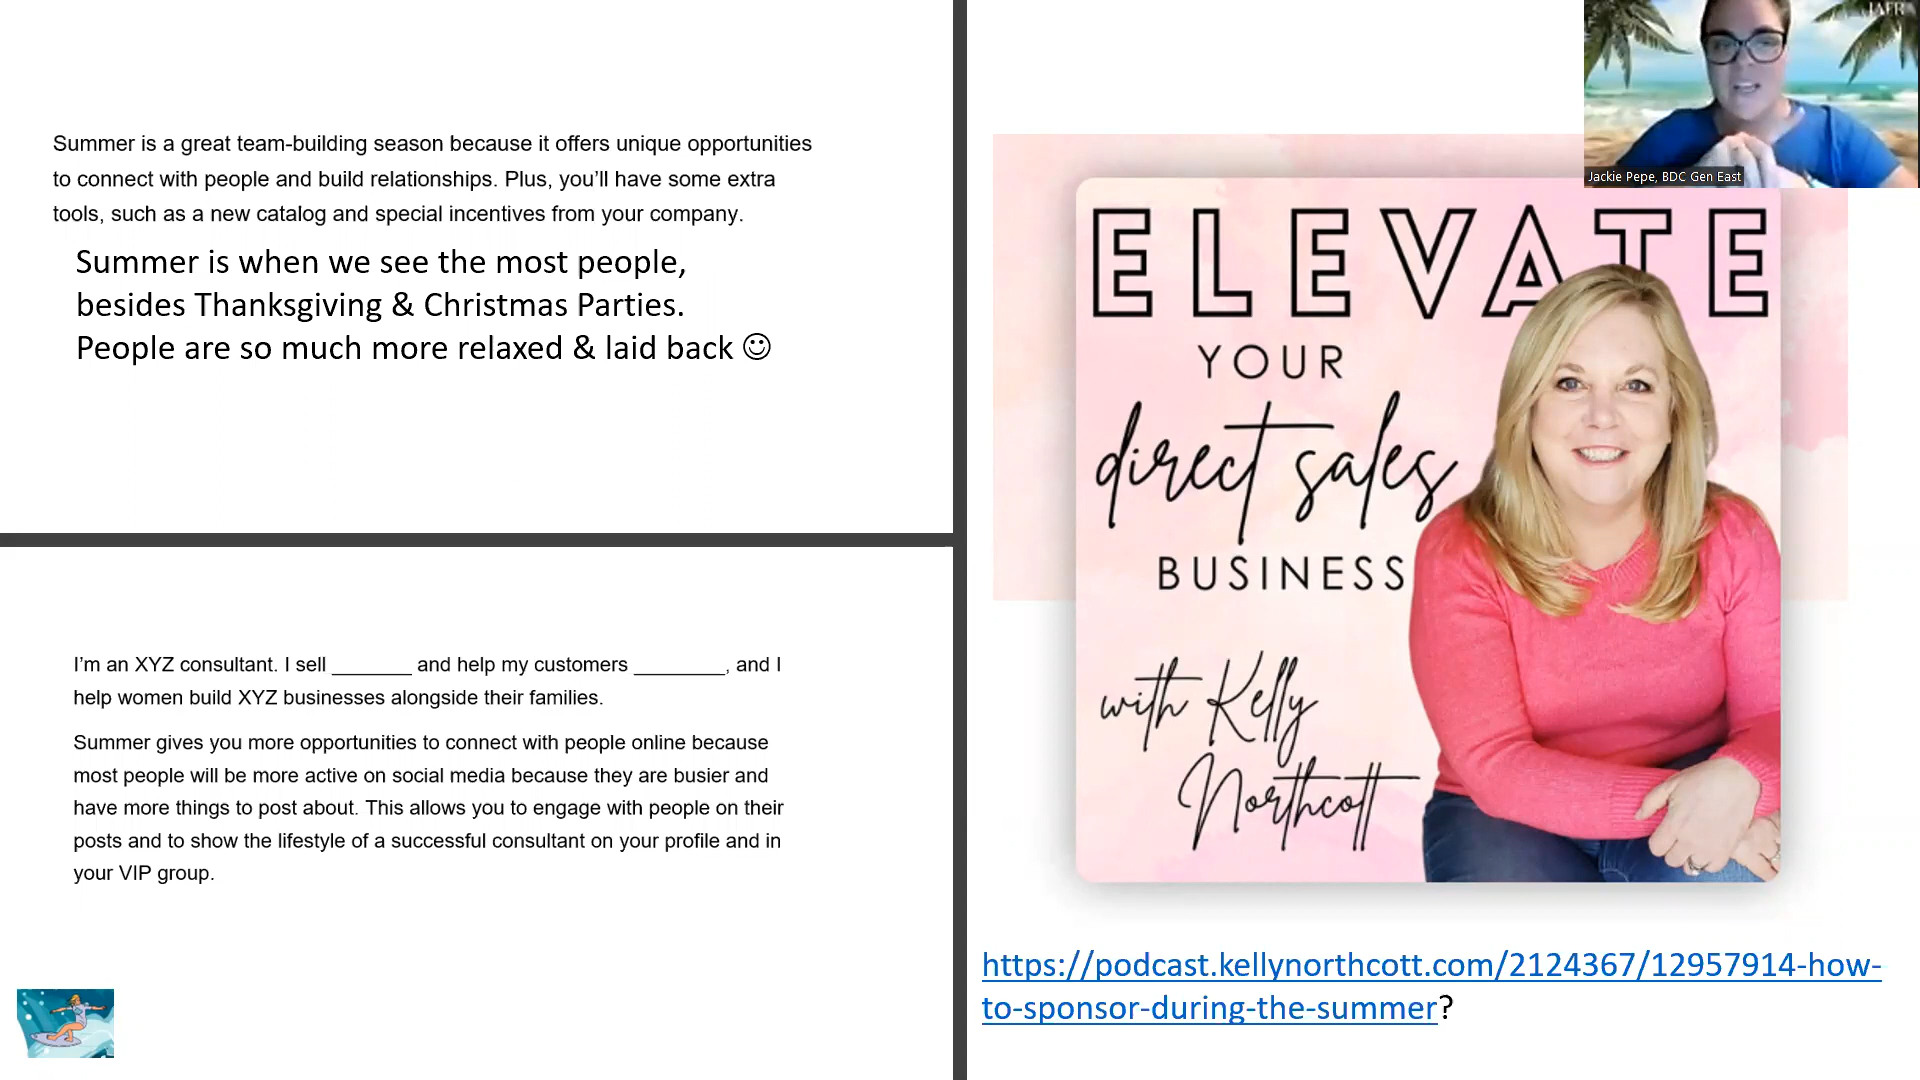 Summer is a great team-building season because it offers unique opportunities
to connect with people and build relationships. Plus, you’ll have some extra
tools, such as a new catalog and special incentives from your company.
Summer is when we see the most people,
besides Thanksgiving & Christmas Parties.
People are so much more relaxed & laid back ☺
I’m an XYZ consultant. I sell _______ and help my customers ________, and I
help women build XYZ businesses alongside their families.
Summer gives you more opportunities to connect with people online because
most people will be more active on social media because they are busier and
have more things to post about. This allows you to engage with people on their
posts and to show the lifestyle of a successful consultant on your profile and in
your VIP group.
Jackie Pepe, BDC Gen East
ELEVATE
YOUR
direct sales
BUSINESS
with Kelly
Northcott
https://podcast.kellynorthcott.com/2124367/12957914-how-
to-sponsor-during-the-summer?